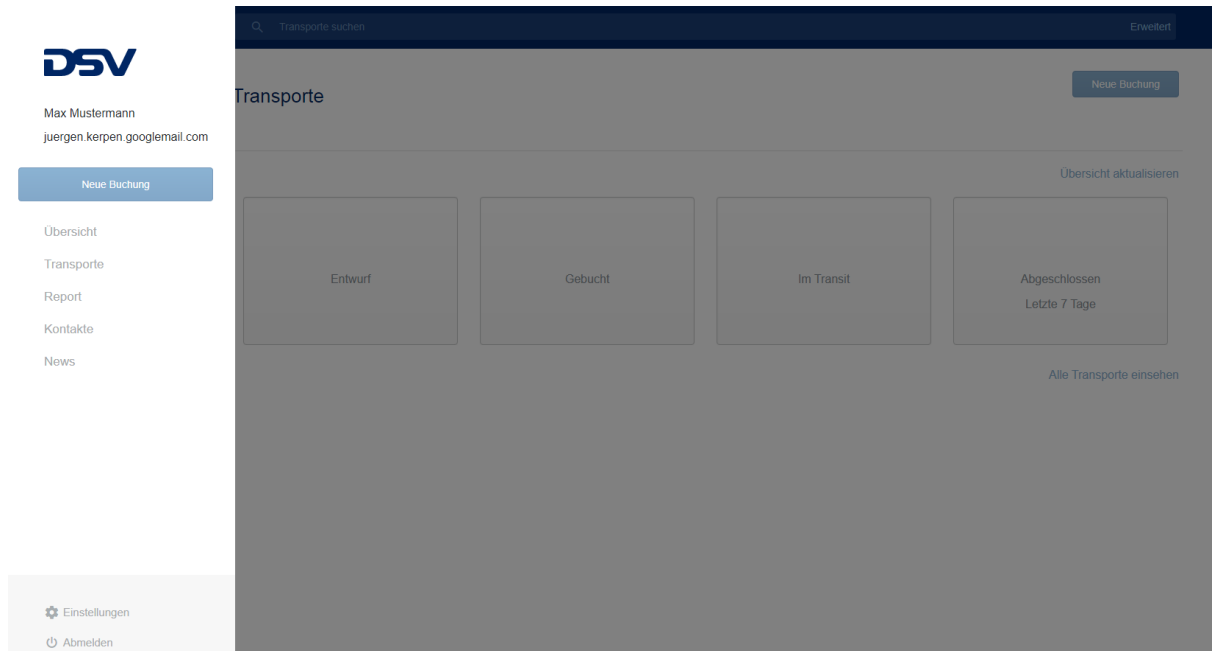 DSV
Max Mustermann
juergen.kerpen.googlemail.com
Neue Buchung
Übersicht
Transporte
Report
Kontakte
News
Einstellungen
Abmelden
Transporte suchen
Erweitert
Transporte
Neue Buchung
Übersicht aktualisieren
Entwurf
Gebucht
Im Transit
Abgeschlossen
Letzte 7 Tage
Alle Transporte einsehen